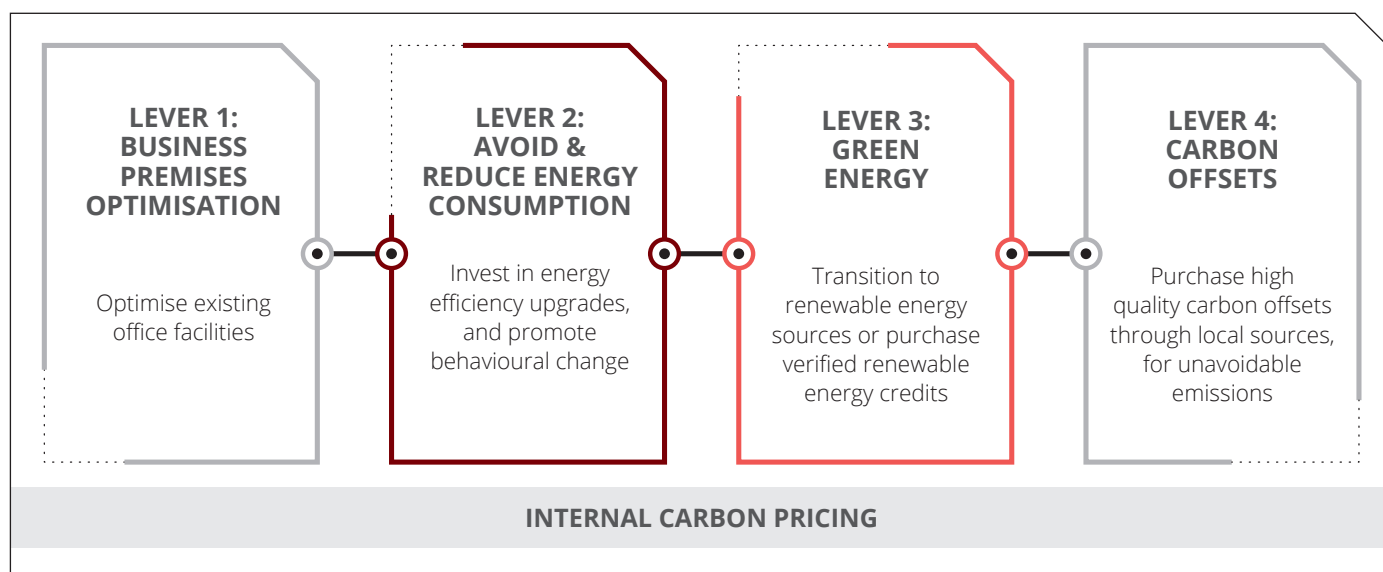 LEVER 1:
BUSINESS
PREMISES
OPTIMISATION
Optimise existing
office facilities
LEVER 2:
AVOID &
REDUCE ENERGY
CONSUMPTION
Invest in energy
efficiency upgrades,
and promote
behavioural change
LEVER 3:
GREEN
ENERGY
Transition to
renewable energy
sources or purchase
verified renewable
energy credits
LEVER 4:
CARBON
OFFSETS
Purchase high
quality carbon offsets
through local sources,
for unavoidable
emissions
INTERNAL CARBON PRICING